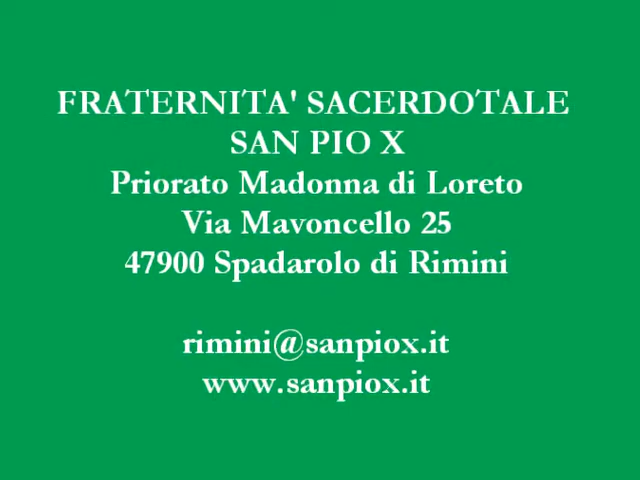 FRATERNITA' SACERDOTALE
SAN PIO X
Priorato Madonna di Loreto
Via Mavoncello 25
47900 Spadarolo di Rimini
rimini@sanpiox.it
www.sanpiox.it